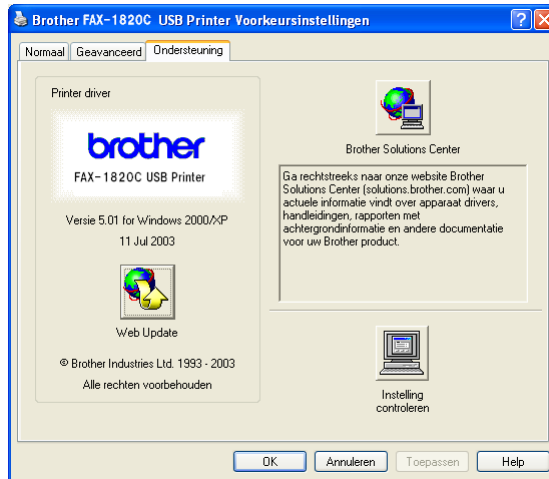 Brother FAX-1820C USB Printer Voorkeursinstellingen
Normaal
Geavanceerd
Ondersteuning
Printer driver
brother
FAX-1820C USB Printer
Versie 5.01 for Windows 2000/XP
11 Jul 2003
Web Update
© Brother Industries Ltd. 1993 - 2003
Alle rechten voorbehouden
Brother Solutions Center
Ga rechtstreeks naar onze website Brother
Solutions Center (solutions.brother.com) waar u
actuele informatie vindt over apparaat drivers,
handleidingen, rapporten met
achtergrondinformatie en andere documentatie
voor uw Brother product.
Instelling
controleren
OK
Annuleren
Toepassen
Help